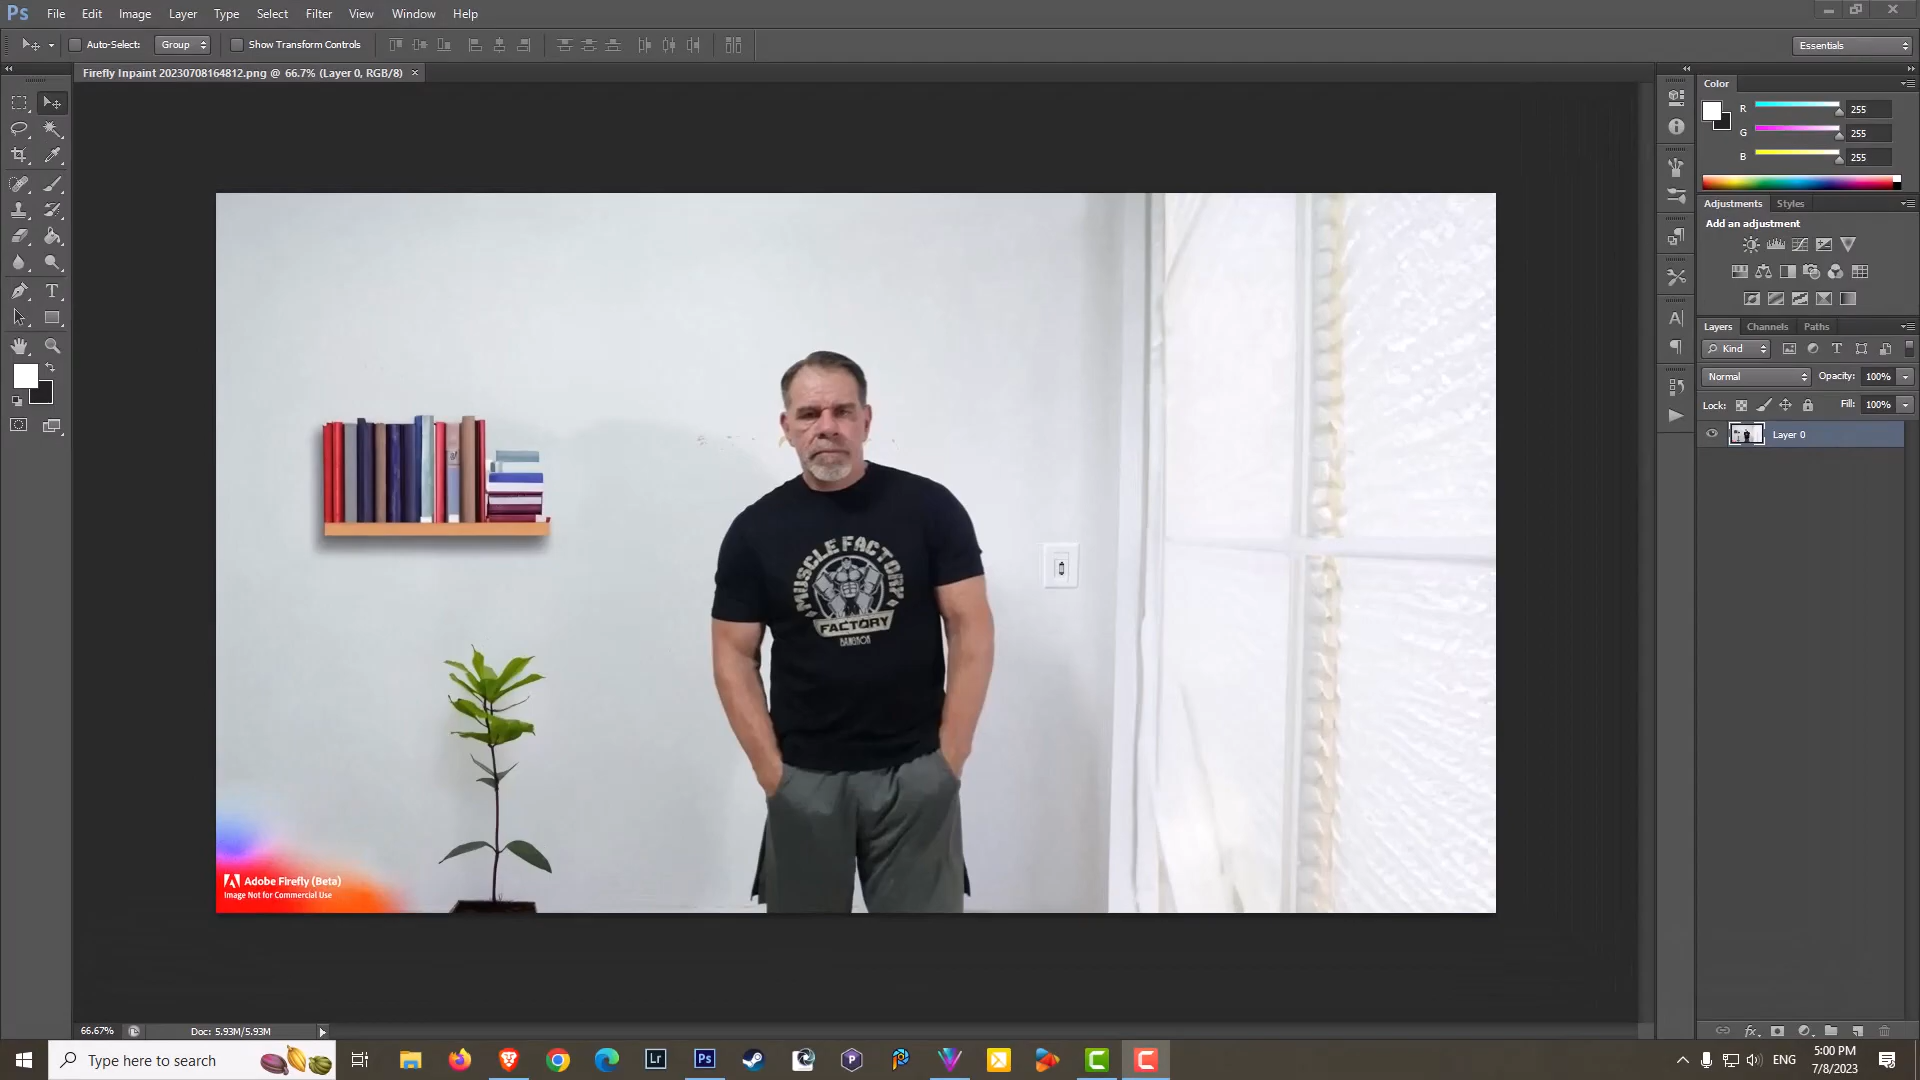 Ps File Edit Image Layer Type Select Filter View Window Help
Auto-Select: Group Show Transform Controls Essentials
Firefly Inpaint 20230708164812.png @ 66.7% (Layer 0, RGB/8) ×
Color
R 255
G 255
B 255
Adjustments Styles
Add an adjustment
Layers Channels Paths
Kind
Normal Opacity: 100%
Lock: Fill: 100%
Layer 0
MUSCLE FACTORY
FACTORY
Adobe Firefly (Beta)
Image Not for Commercial Use
66.67% Doc: 5.93M/5.93M
Type here to search
Lr Ps P
ENG 5:00 PM
7/8/2023